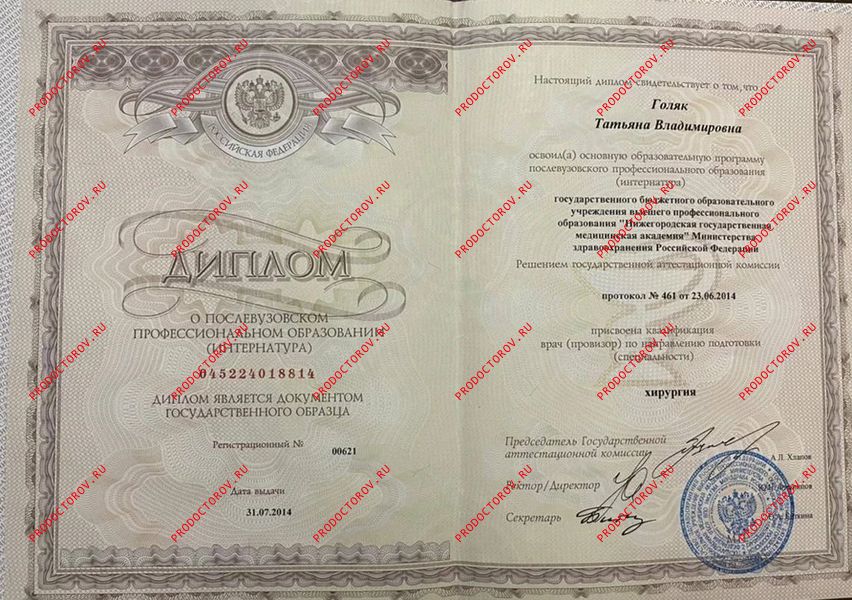 РОССИЙСКАЯ ФЕДЕРАЦИЯ
ДИПЛОМ
О ПОСЛЕВУЗОВСКОМ
ПРОФЕССИОНАЛЬНОМ ОБРАЗОВАНИИ
(ИНТЕРНАТУРА)
045224018814
ДИПЛОМ ЯВЛЯЕТСЯ ДОКУМЕНТОМ
ГОСУДАРСТВЕННОГО ОБРАЗЦА
Регистрационный № 00621
Дата выдачи
31.07.2014
Настоящий диплом свидетельствует о том, что
Голяк
Татьяна Владимировна
освоил(а) основную образовательную программу
послевузовского профессионального образования
(интернатура)
государственного бюджетного образовательного
учреждения высшего профессионального
образования "Нижегородская государственная
медицинская академия" Министерства
здравоохранения Российской Федерации
Решением государственной аттестационной комиссии
протокол № 461 от 23.06.2014
присвоена квалификация
врач (провизор) по направлению подготовки
(специальности)
хирургия
Председатель Государственной
аттестационной комиссии
А.Л. Хлапов
Ректор/Директор
Секретарь
PRODOCTOROV.RU